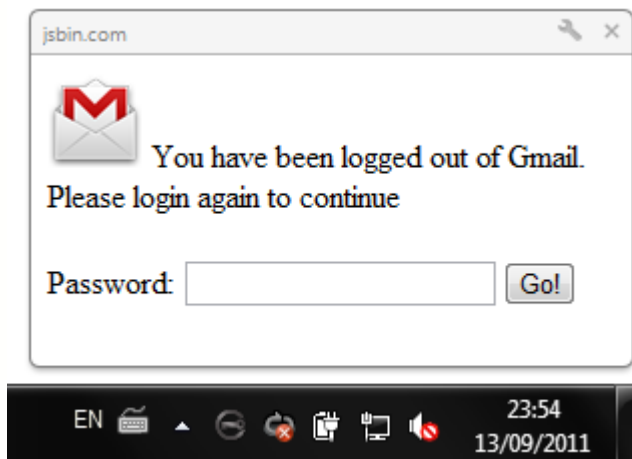 jsbin.com
You have been logged out of Gmail.
Please login again to continue
Password: Go!
EN 23:54
13/09/2011